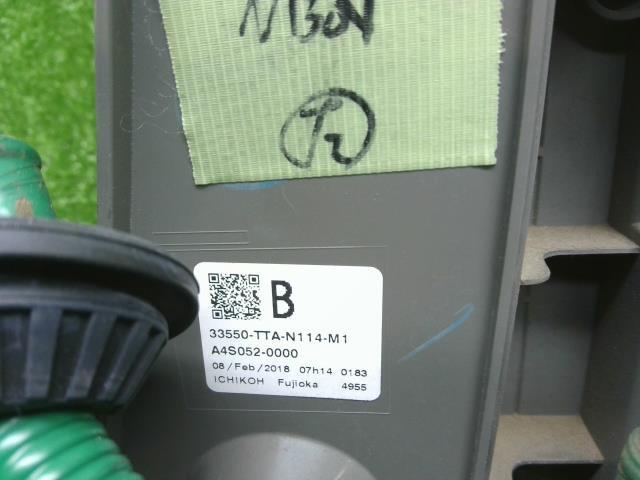 B
33550-TTA-N114-M1
A4S052-0000
08/Feb/2018 07h14 0183
ICHIKOH Fujioka 4955